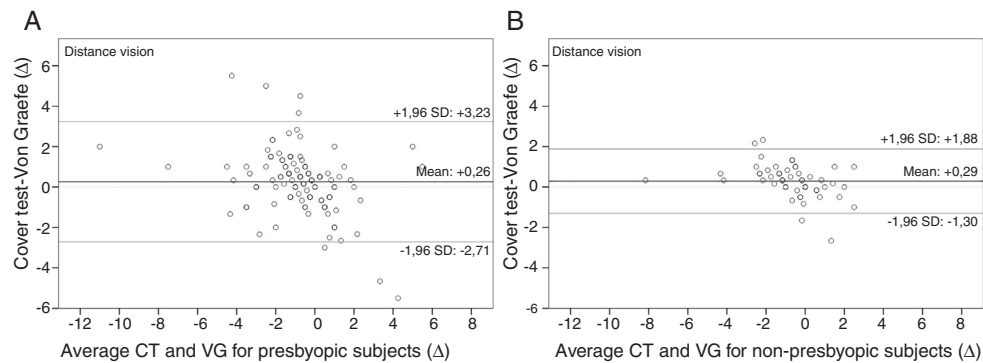 A
Distance vision
6
4
2
0
-2
-4
-6
+1,96 SD: +3,23
Mean: +0,26
-1,96 SD: -2,71
Cover test-Von Graefe (Δ)
-12 -10 -8 -6 -4 -2 0 2 4 6 8
Average CT and VG for presbyopic subjects (Δ)
B
Distance vision
6
4
2
0
-2
-4
-6
+1,96 SD: +1,88
Mean: +0,29
-1,96 SD: -1,30
Cover test-Von Graefe (Δ)
-12 -10 -8 -6 -4 -2 0 2 4 6 8
Average CT and VG for non-presbyopic subjects (Δ)